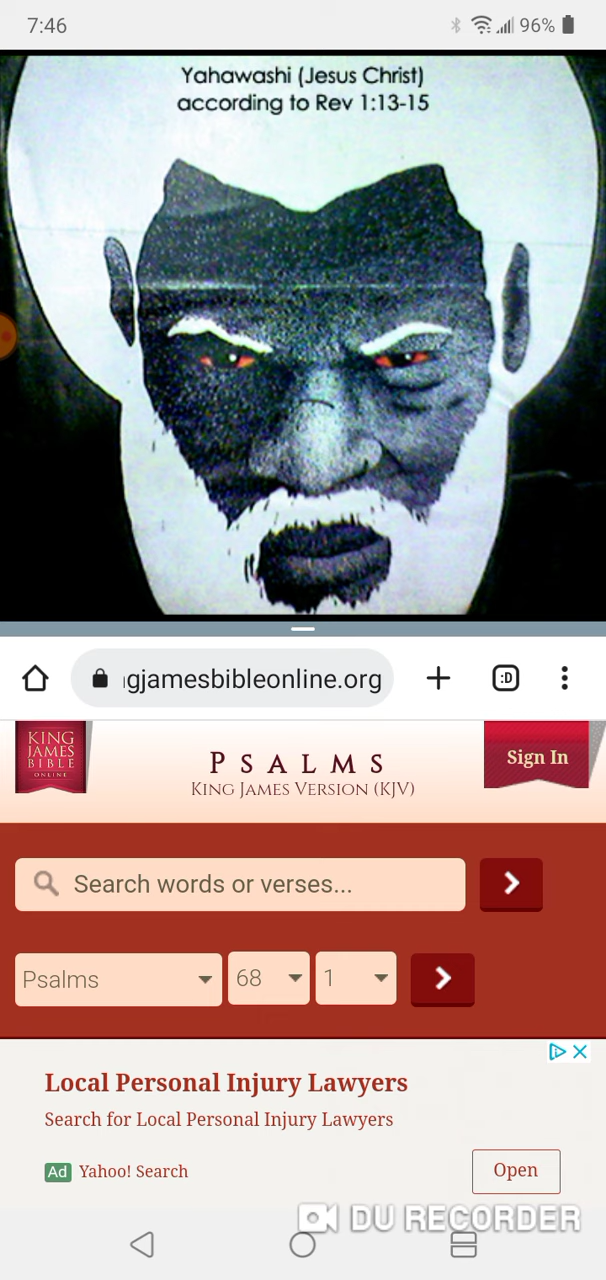 7:46
96%
Yahawashi (Jesus Christ)
according to Rev 1:13-15
gjamesbibleonline.org
:D
KING
JAMES
BIBLE
ONLINE
PSALMS
KING JAMES VERSION (KJV)
Sign In
Search words or verses...
Psalms 68 1
Local Personal Injury Lawyers
Search for Local Personal Injury Lawyers
Ad Yahoo! Search
Open
DU RECORDER